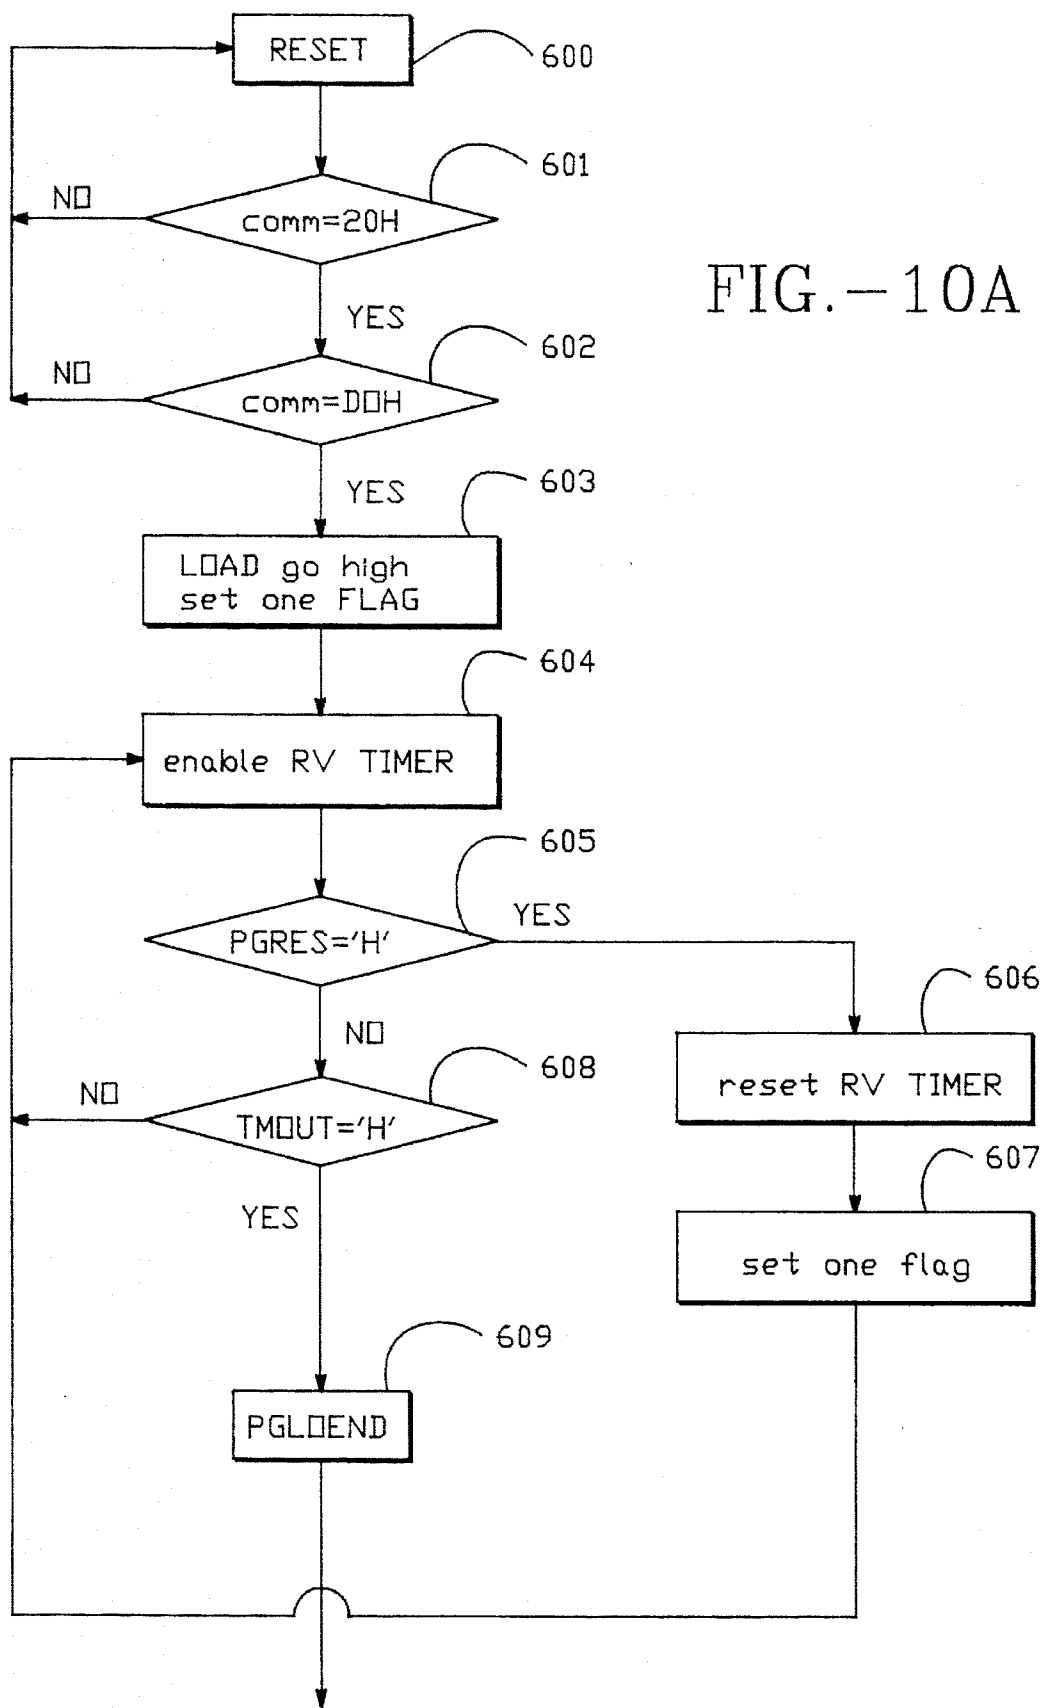 RESET
600
601
NO
comm=20H
FIG.-10A
YES
602
NO
comm=D0H
YES
603
LOAD go high
set one FLAG
604
enable RV TIMER
605
YES
PGRES='H'
606
NO
608
NO
reset RV TIMER
TMOUT='H'
607
YES
set one flag
609
PGLOEND